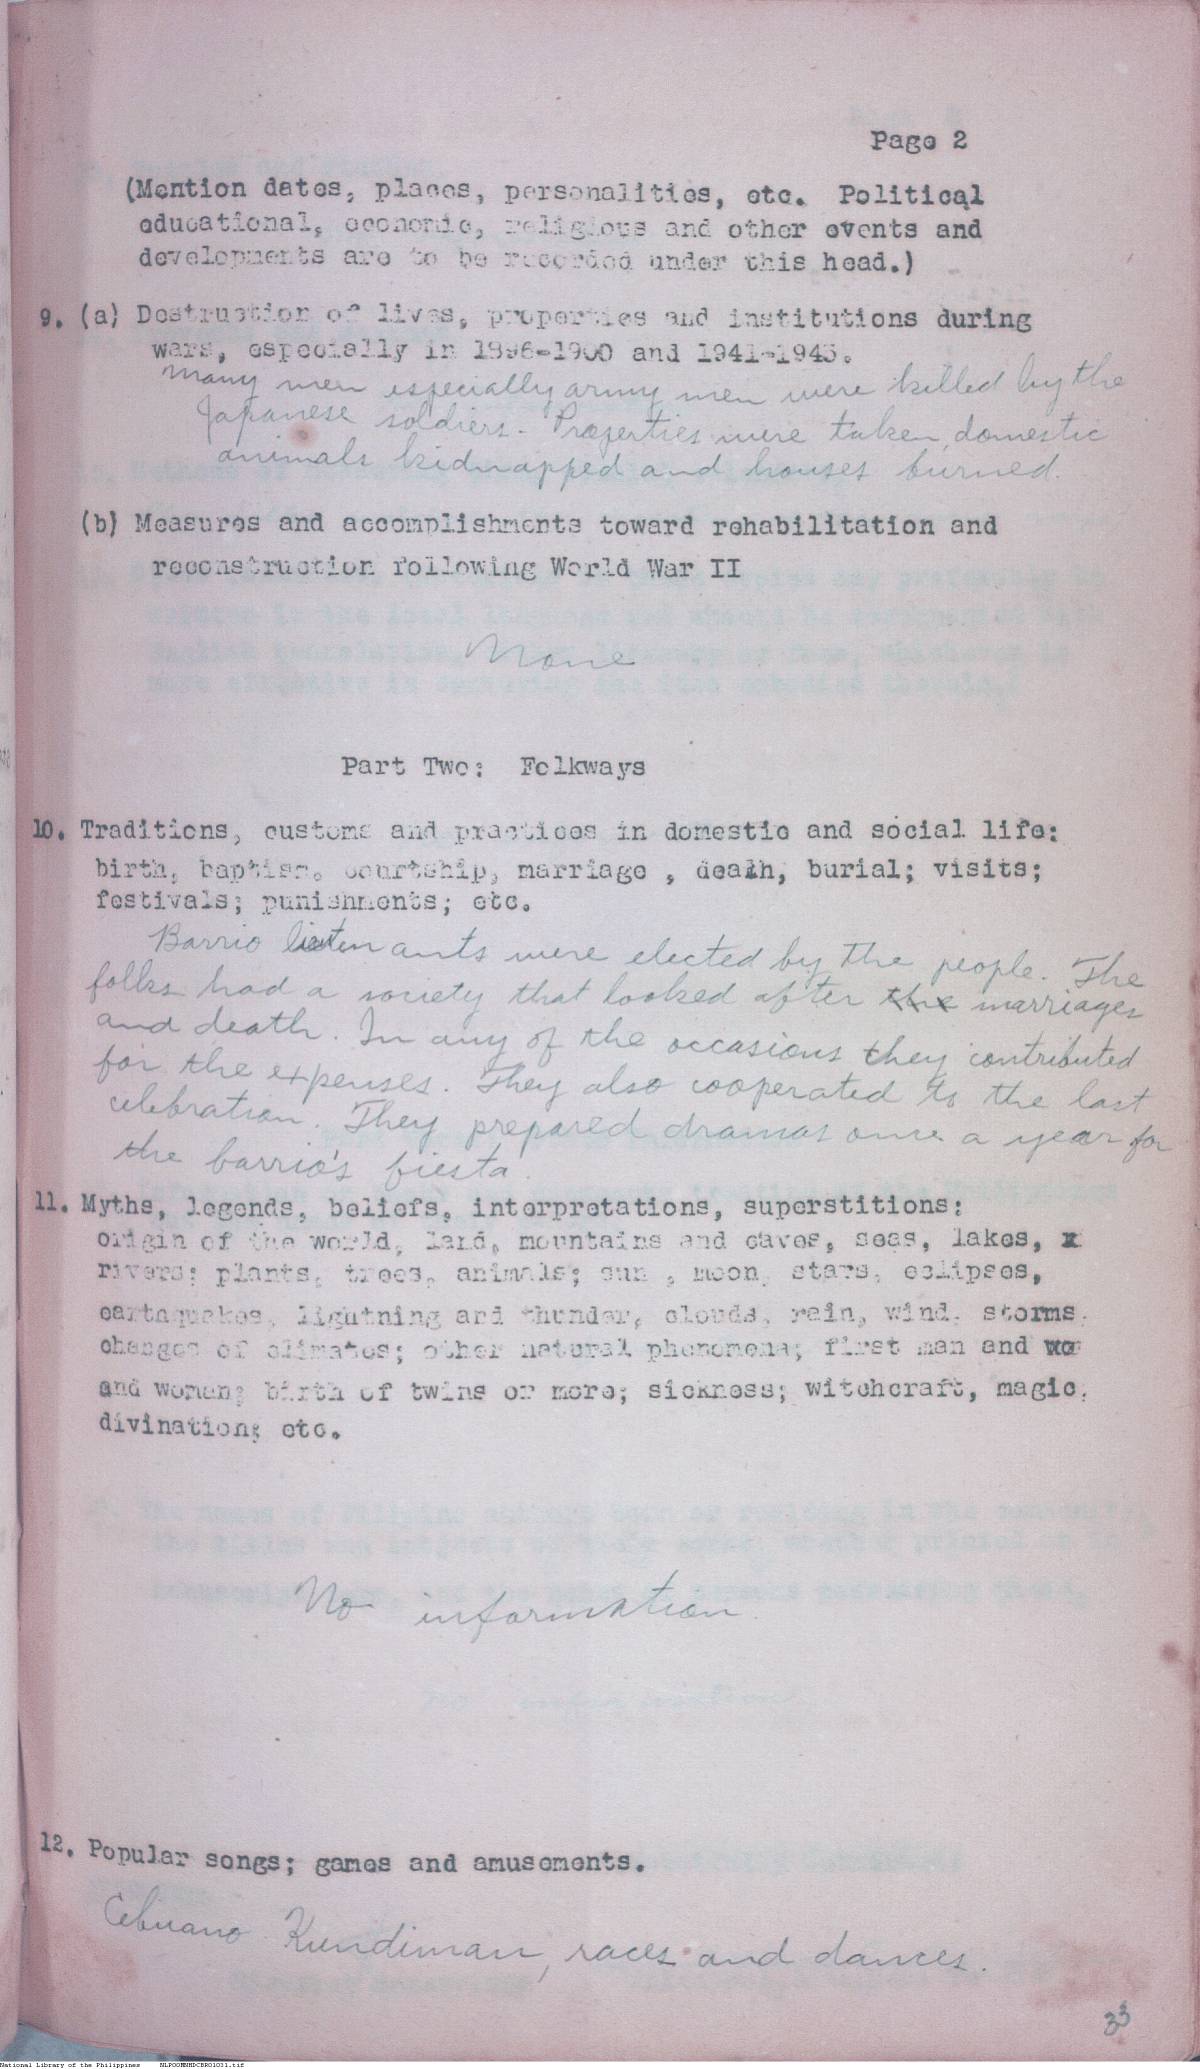 Page 2
(Mention dates, places, personalities, etc. Political
educational, economic, religious and other events and
developments are to be recorded under this head.)
9. (a) Destruction of lives, properties and institutions during
wars, especially in 1896-1900 and 1941-1945.
Many men especially army men were killed by the
Japanese soldiers. Properties were taken, domestic
animals kidnapped and houses burned.
(b) Measures and accomplishments toward rehabilitation and
reconstruction following World War II
None
Part Two: Folkways
10. Traditions, customs and practices in domestic and social life:
birth, baptism, courtship, marriage , death, burial; visits;
festivals; punishments; etc.
Barrio lieutenants were elected by the people. The
folks had a society that looked after the marriages
and death. In any of the occasions they contributed
for the expenses. They also cooperated to the last
celebration. They prepared dramas once a year for
the barrio's fiesta.
11. Myths, legends, beliefs, interpretations, superstitions:
origin of the world, land, mountains and caves, seas, lakes, x
rivers; plants, trees, animals; sun , moon, stars, eclipses,
earthquakes, lightning and thunder, clouds, rain, wind, storms,
changes of climates; other natural phenomena; first man and wo
and woman; birth of twins or more; sickness; witchcraft, magic,
divination; etc.
No information.
12. Popular songs; games and amusements.
Cebuano Kundiman, races and dances.
33
National Library of the Philippines NLPOOMNHDCBR01031.tif